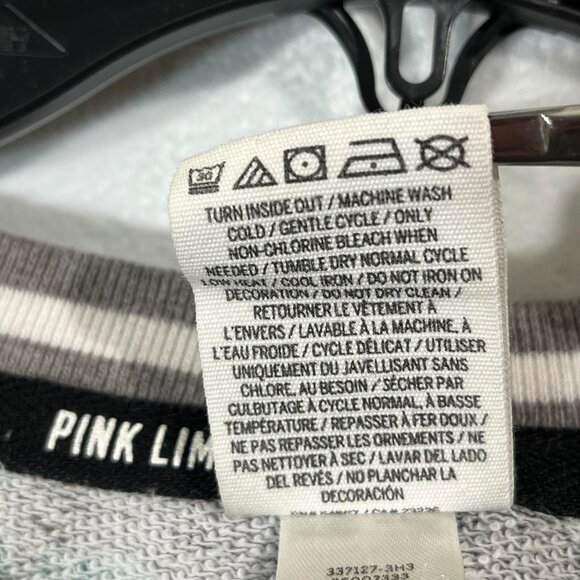 30
TURN INSIDE OUT / MACHINE WASH
COLD / GENTLE CYCLE / ONLY
NON-CHLORINE BLEACH WHEN
NEEDED / TUMBLE DRY NORMAL CYCLE
LOW HEAT / COOL IRON / DO NOT IRON ON
DECORATION / DO NOT DRY CLEAN /
RETOURNER LE VÊTEMENT À
L'ENVERS / LAVABLE À LA MACHINE, À
L'EAU FROIDE / CYCLE DÉLICAT / UTILISER
UNIQUEMENT DU JAVELLISANT SANS
CHLORE, AU BESOIN / SÉCHER PAR
CULBUTAGE À CYCLE NORMAL, À BASSE
TEMPÉRATURE / REPASSER À FER DOUX /
NE PAS REPASSER LES ORNEMENTS / NE
PAS NETTOYER À SEC / LAVAR DEL LADO
DEL REVÉS / NO PLANCHAR LA
DECORACIÓN
PINK LIM
337127-3H3